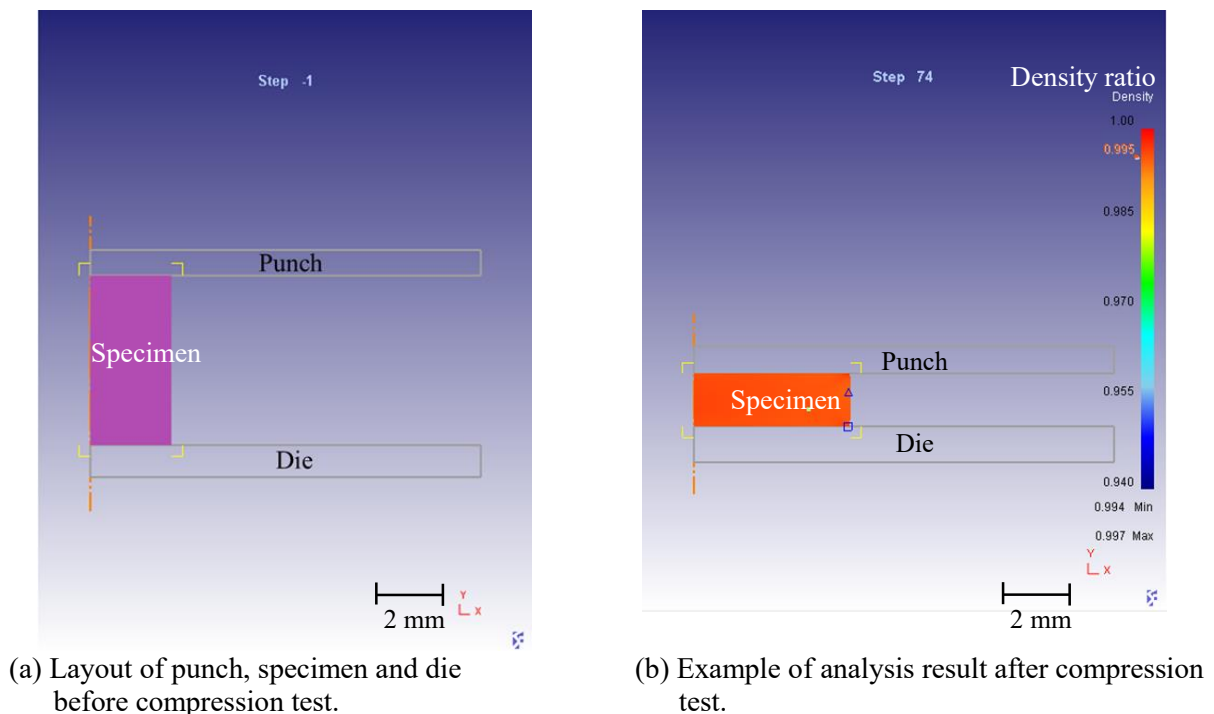 Step -1
Punch
Specimen
Die
2 mm
Y
X
(a) Layout of punch, specimen and die
before compression test.
Step 74
Density ratio
Density
1.00
0.995
0.985
0.970
0.955
0.940
0.994 Min
0.997 Max
Punch
Specimen
Die
Y
X
2 mm
(b) Example of analysis result after compression
test.